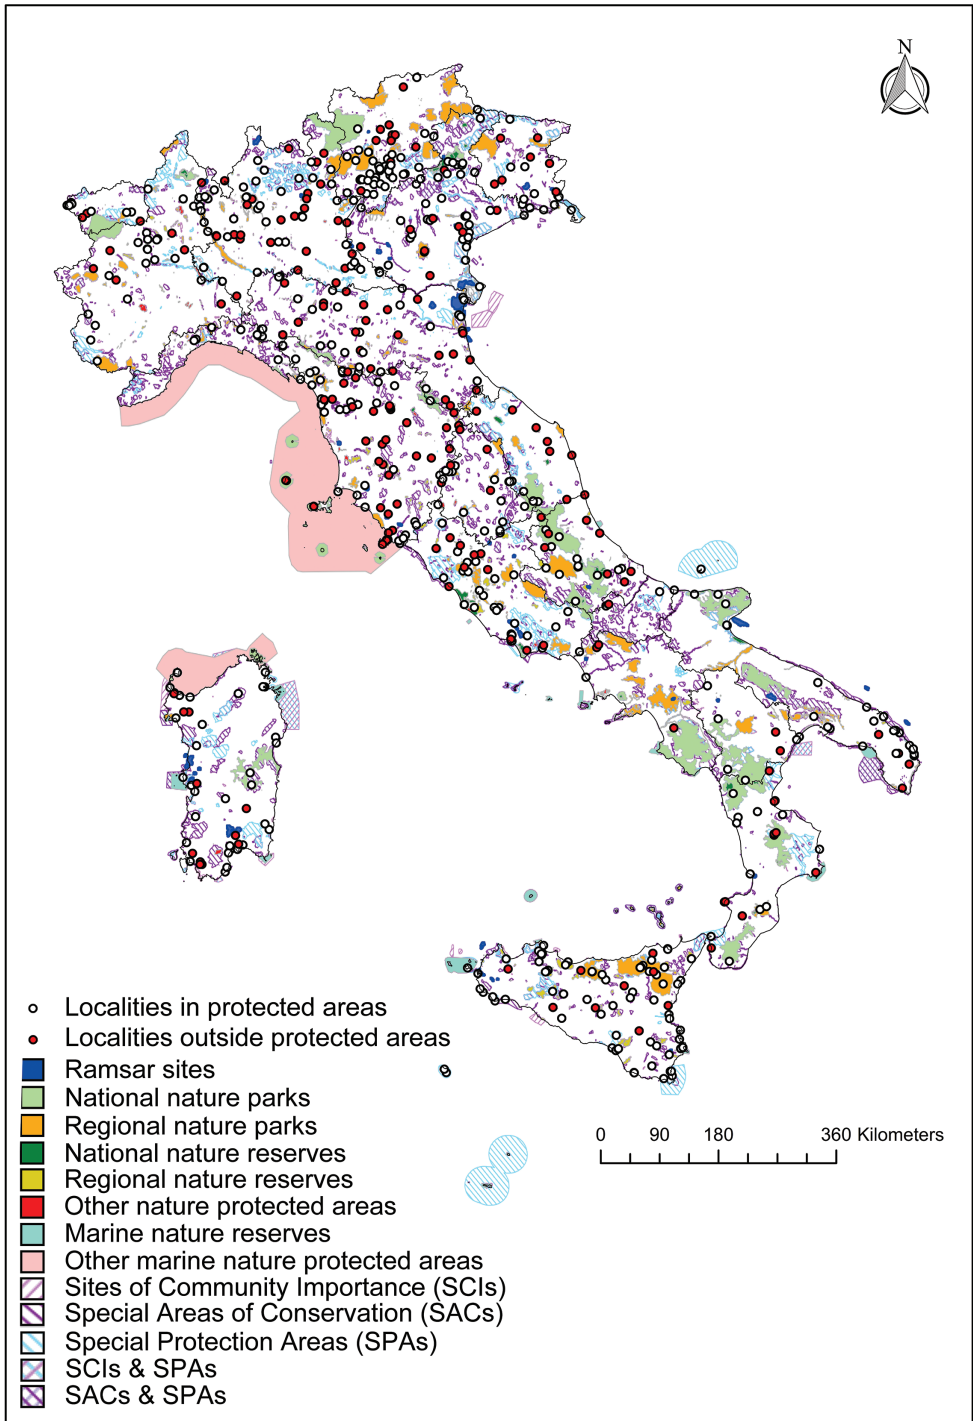 N
Localities in protected areas
Localities outside protected areas
Ramsar sites
National nature parks
Regional nature parks
National nature reserves
Regional nature reserves
Other nature protected areas
Marine nature reserves
Other marine nature protected areas
Sites of Community Importance (SCIs)
Special Areas of Conservation (SACs)
Special Protection Areas (SPAs)
SCIs & SPAs
SACs & SPAs
0 90 180 360 Kilometers